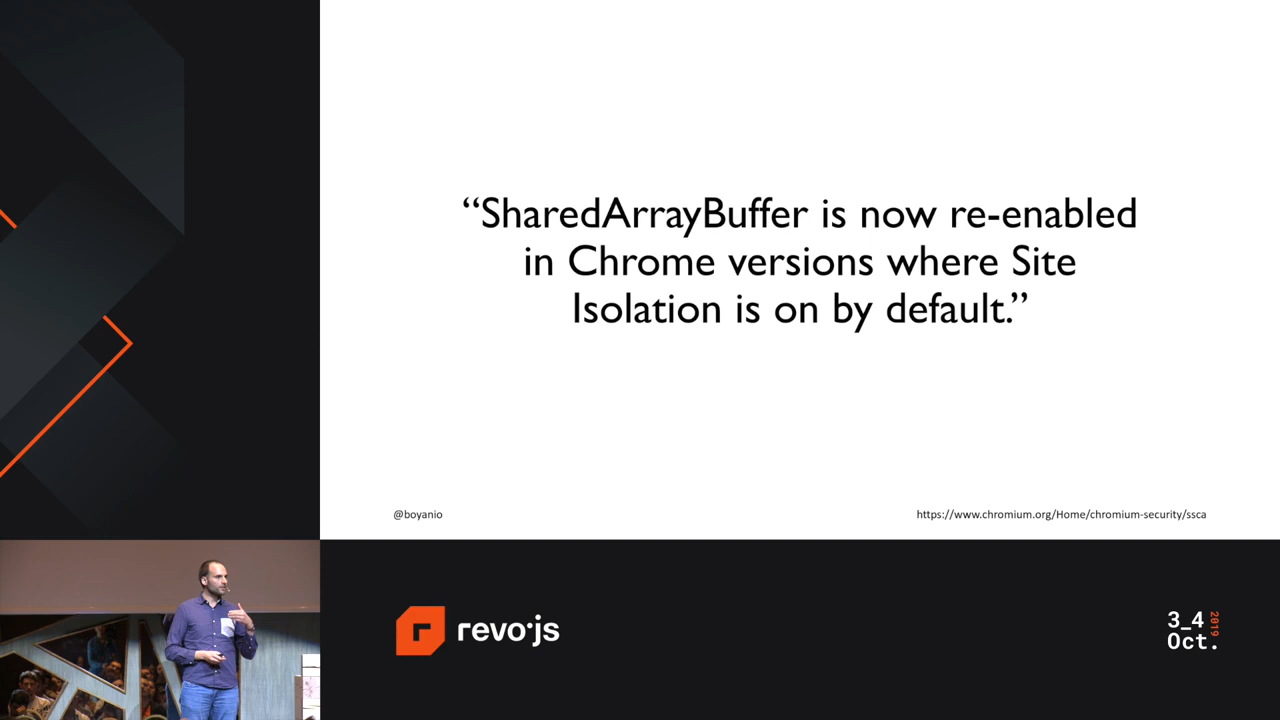 “SharedArrayBuffer is now re-enabled
in Chrome versions where Site
Isolation is on by default.”
@boyanio
https://www.chromium.org/Home/chromium-security/ssca
r revo·js
3_4
Oct.
2019